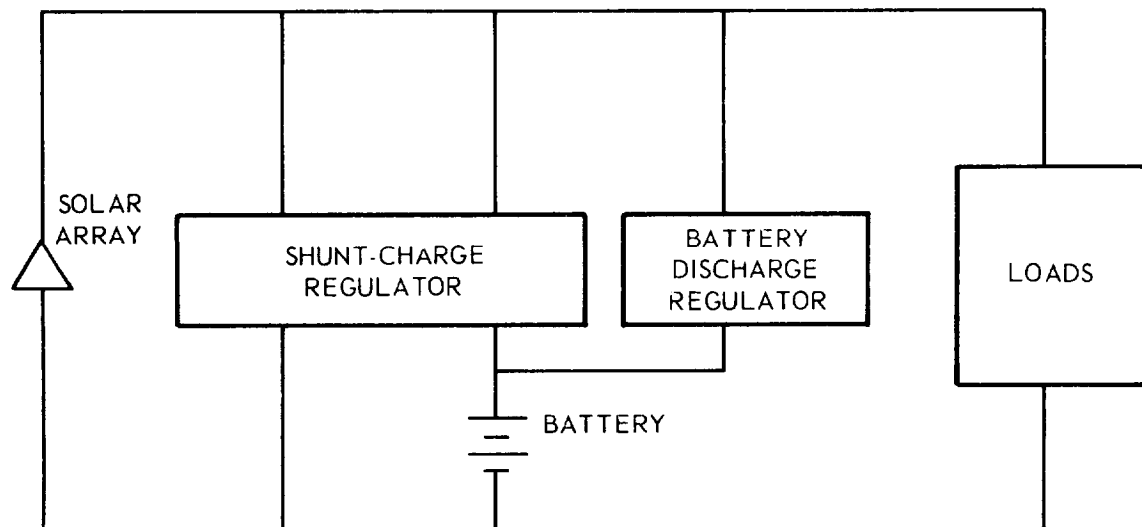 SOLAR
ARRAY
SHUNT-CHARGE
REGULATOR
BATTERY
DISCHARGE
REGULATOR
LOADS
BATTERY